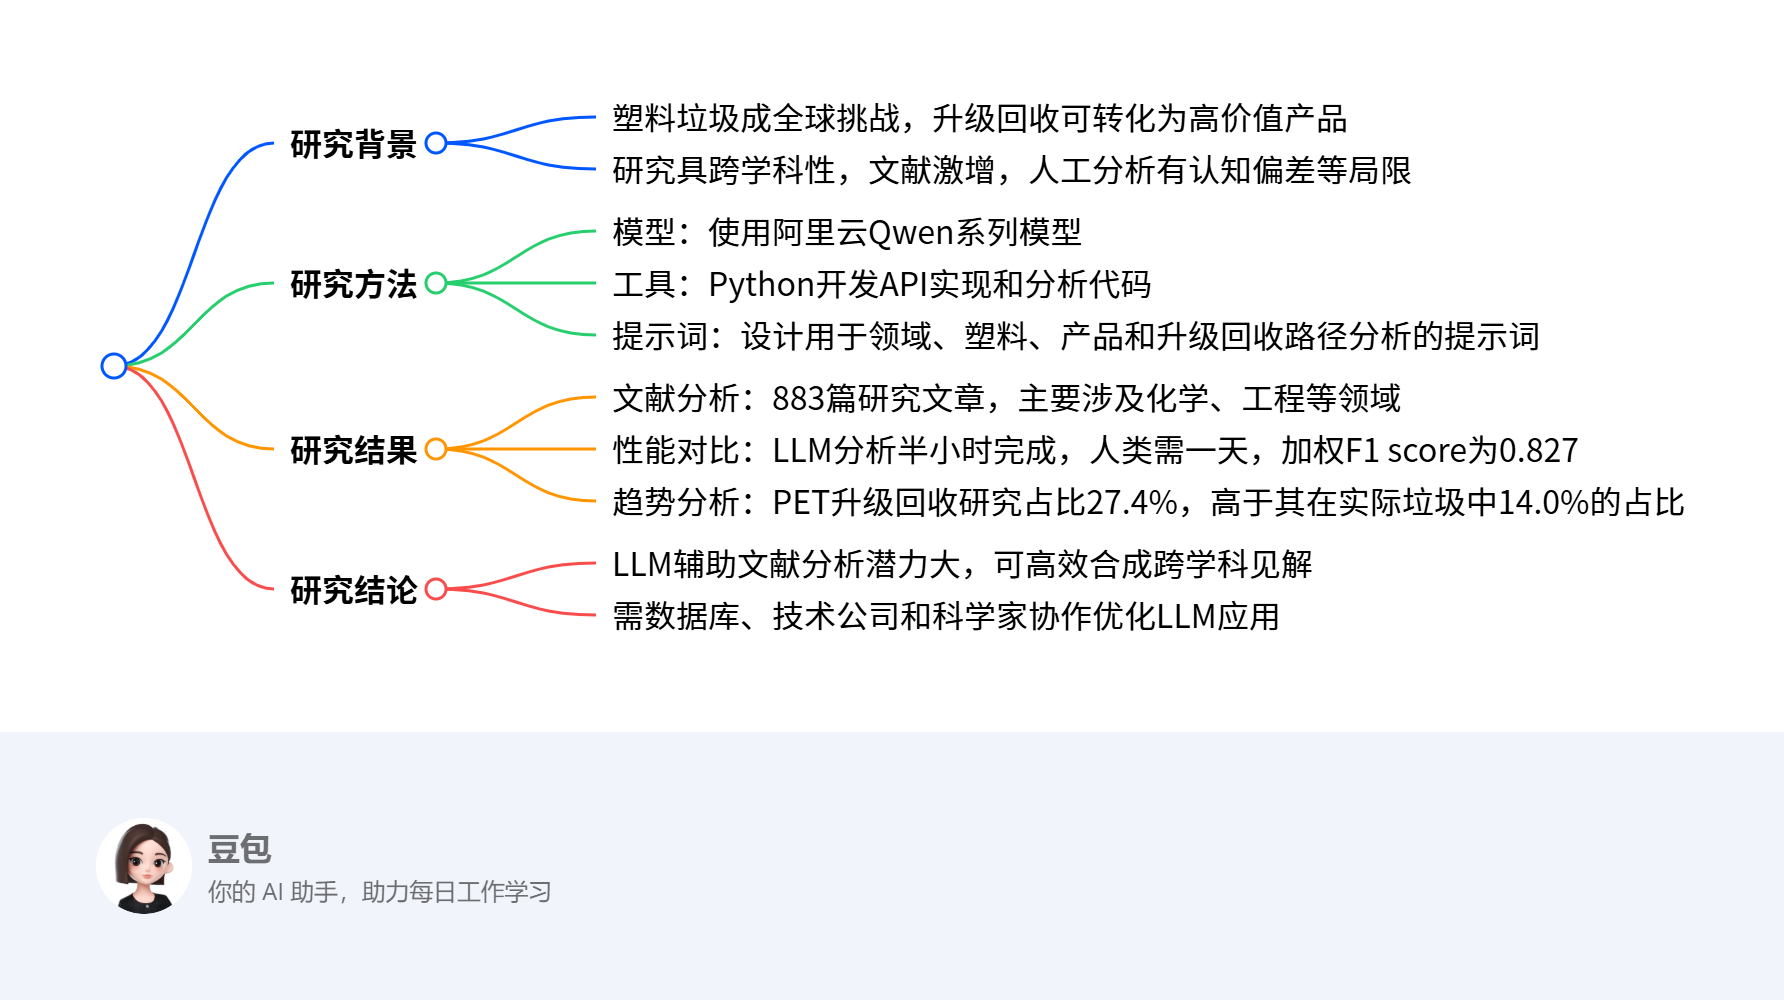 研究背景
塑料垃圾成全球挑战，升级回收可转化为高价值产品
研究具跨学科性，文献激增，人工分析有认知偏差等局限
研究方法
模型：使用阿里云Qwen系列模型
工具：Python开发API实现和分析代码
提示词：设计用于领域、塑料、产品和升级回收路径分析的提示词
研究结果
文献分析：883篇研究文章，主要涉及化学、工程等领域
性能对比：LLM分析半小时完成，人类需一天，加权F1 score为0.827
趋势分析：PET升级回收研究占比27.4%，高于其在实际垃圾中14.0%的占比
研究结论
LLM辅助文献分析潜力大，可高效合成跨学科见解
需数据库、技术公司和科学家协作优化LLM应用
豆包
你的 AI 助手，助力每日工作学习